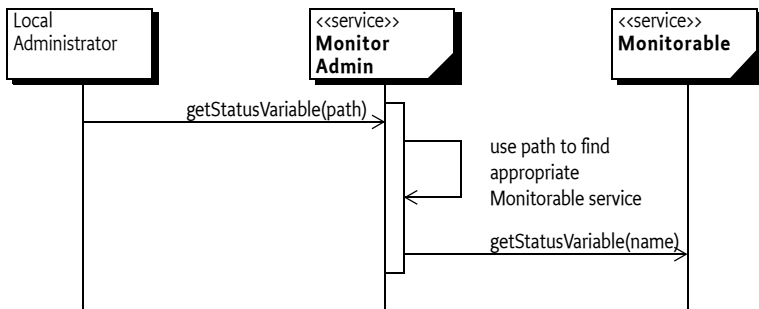 Local
Administrator
<<service>>
Monitor
Admin
<<service>>
Monitorable
getStatusVariable(path)
use path to find
appropriate
Monitorable service
getStatusVariable(name)